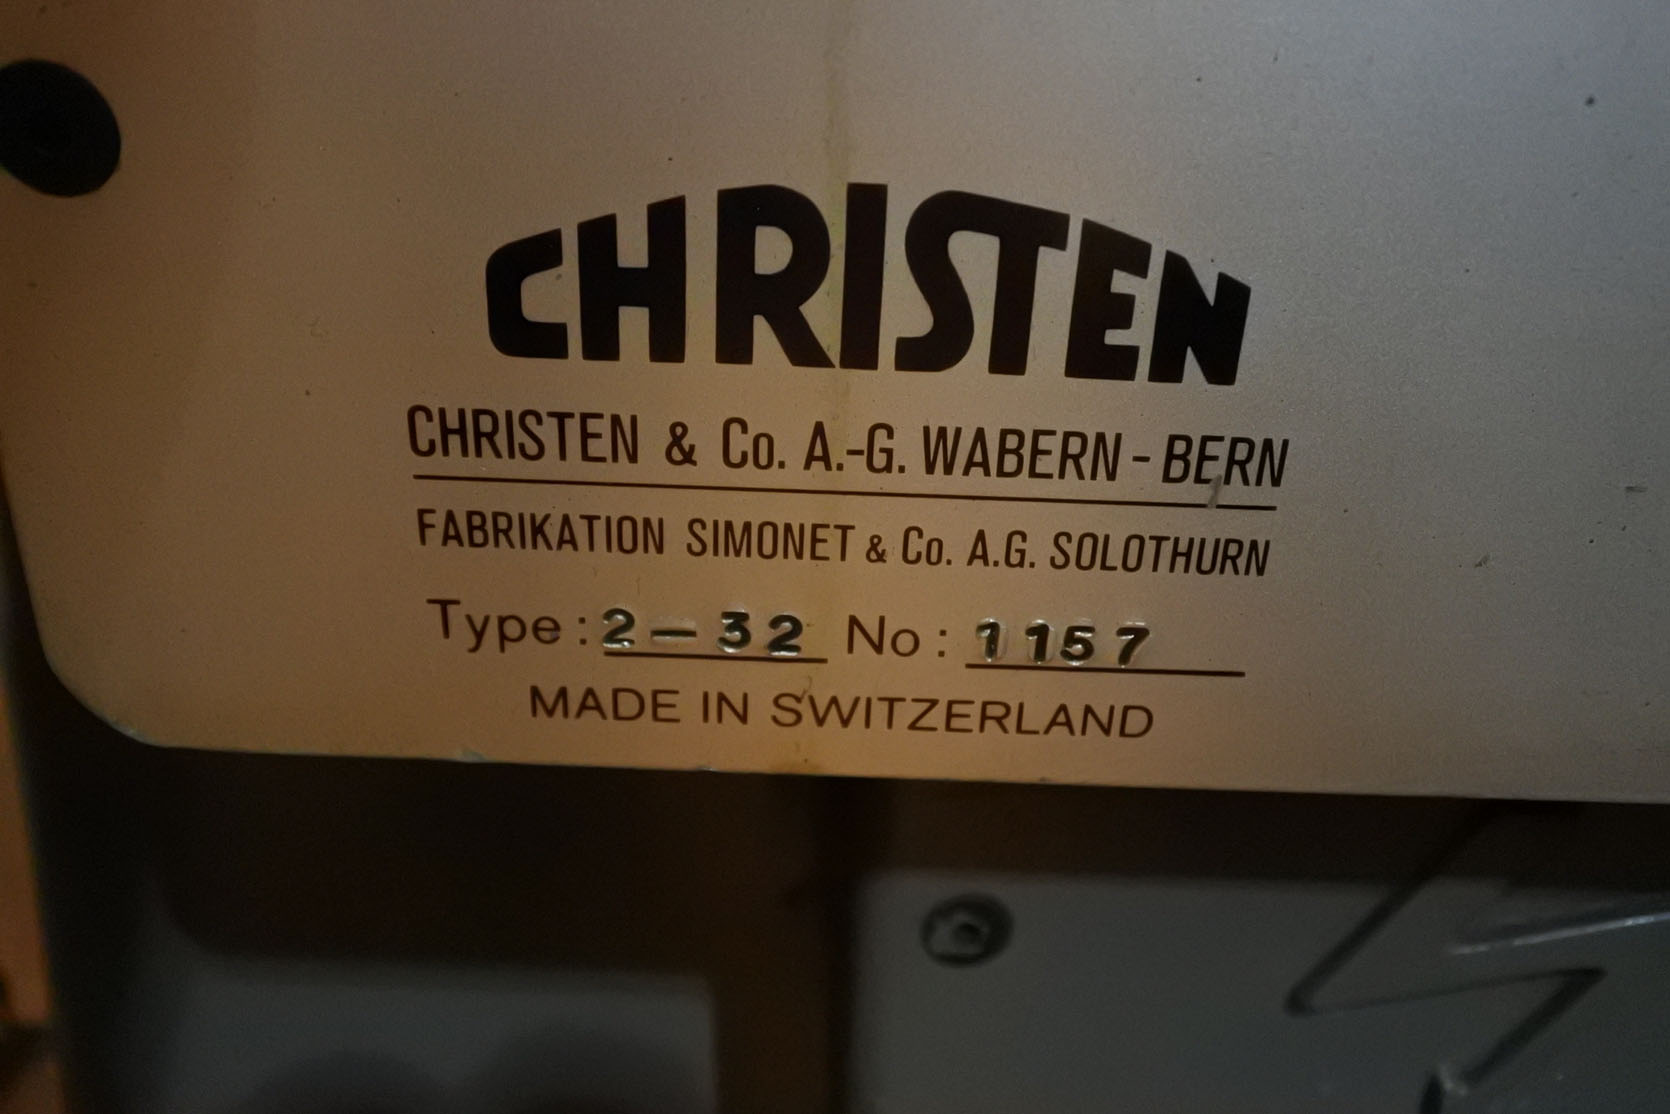 CHRISTEN
CHRISTEN & Co. A.-G. WABERN - BERN
FABRIKATION SIMONET & Co. A.G. SOLOTHURN
Type : 2 – 32 No : 1157
MADE IN SWITZERLAND